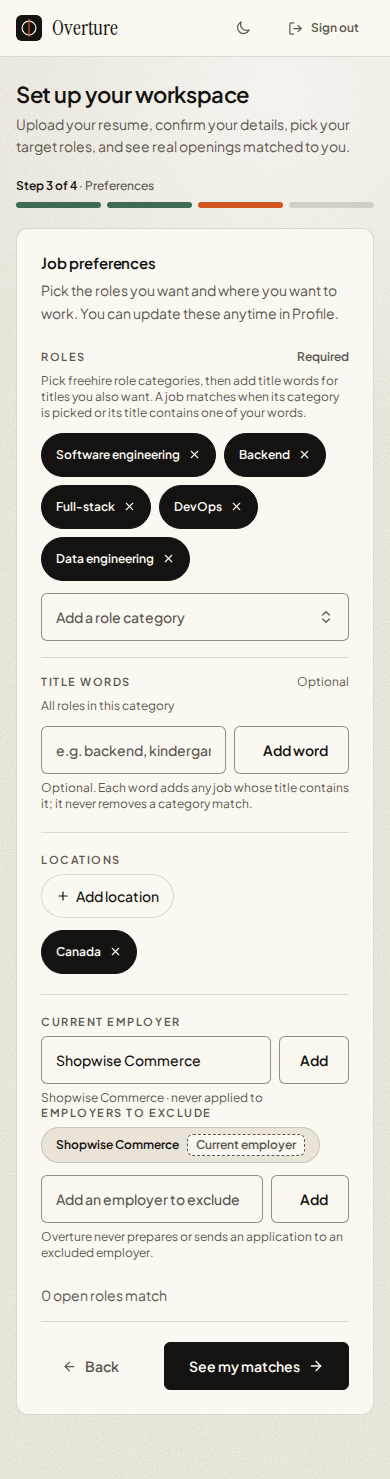 Overture
Sign out
Set up your workspace
Upload your resume, confirm your details, pick your
target roles, and see real openings matched to you.
Step 3 of 4 · Preferences
Job preferences
Pick the roles you want and where you want to
work. You can update these anytime in Profile.
ROLES
Required
Pick freehire role categories, then add title words for
titles you also want. A job matches when its category
is picked or its title contains one of your words.
Software engineering ×
Backend ×
Full-stack ×
DevOps ×
Data engineering ×
Add a role category
TITLE WORDS
Optional
All roles in this category
e.g. backend, kindergar
Add word
Optional. Each word adds any job whose title contains
it; it never removes a category match.
LOCATIONS
+ Add location
Canada ×
CURRENT EMPLOYER
Shopwise Commerce
Add
Shopwise Commerce · never applied to
EMPLOYERS TO EXCLUDE
Shopwise Commerce Current employer
Add an employer to exclude
Add
Overture never prepares or sends an application to an
excluded employer.
0 open roles match
← Back
See my matches →